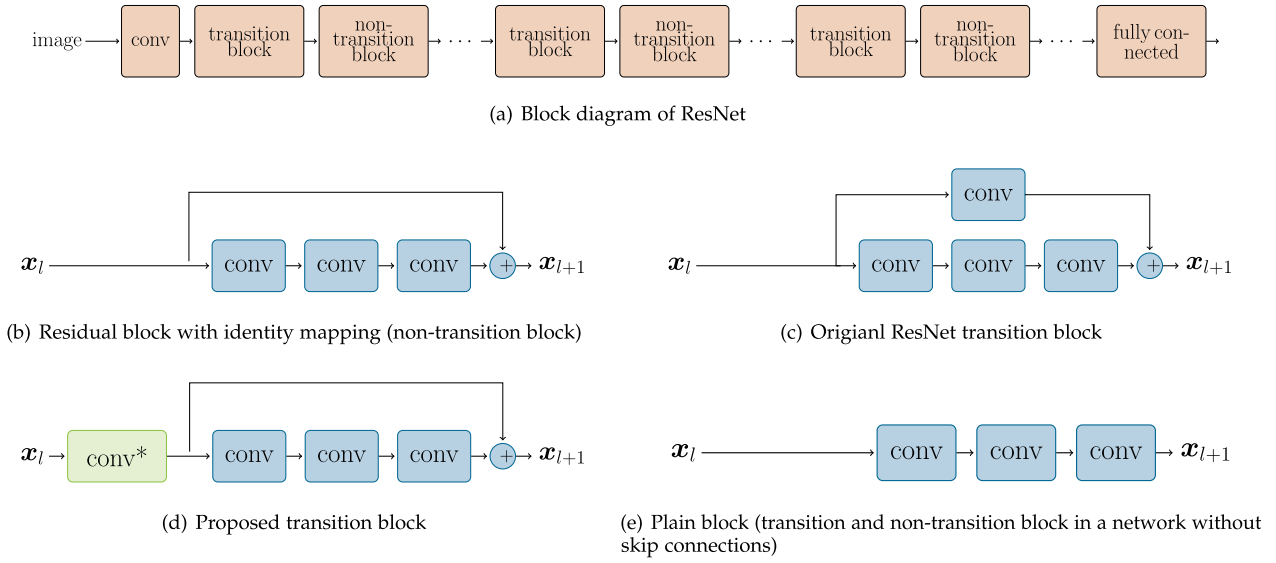 image
conv
transition
block
non-
transition
block
· · ·
transition
block
non-
transition
block
· · ·
transition
block
non-
transition
block
· · ·
fully con-
nected
(a) Block diagram of ResNet
x_l
conv
conv
conv
+
x_{l+1}
(b) Residual block with identity mapping (non-transition block)
conv
x_l
conv
conv
conv
+
x_{l+1}
(c) Origianl ResNet transition block
x_l
conv*
conv
conv
conv
+
x_{l+1}
(d) Proposed transition block
x_l
conv
conv
conv
x_{l+1}
(e) Plain block (transition and non-transition block in a network without
skip connections)